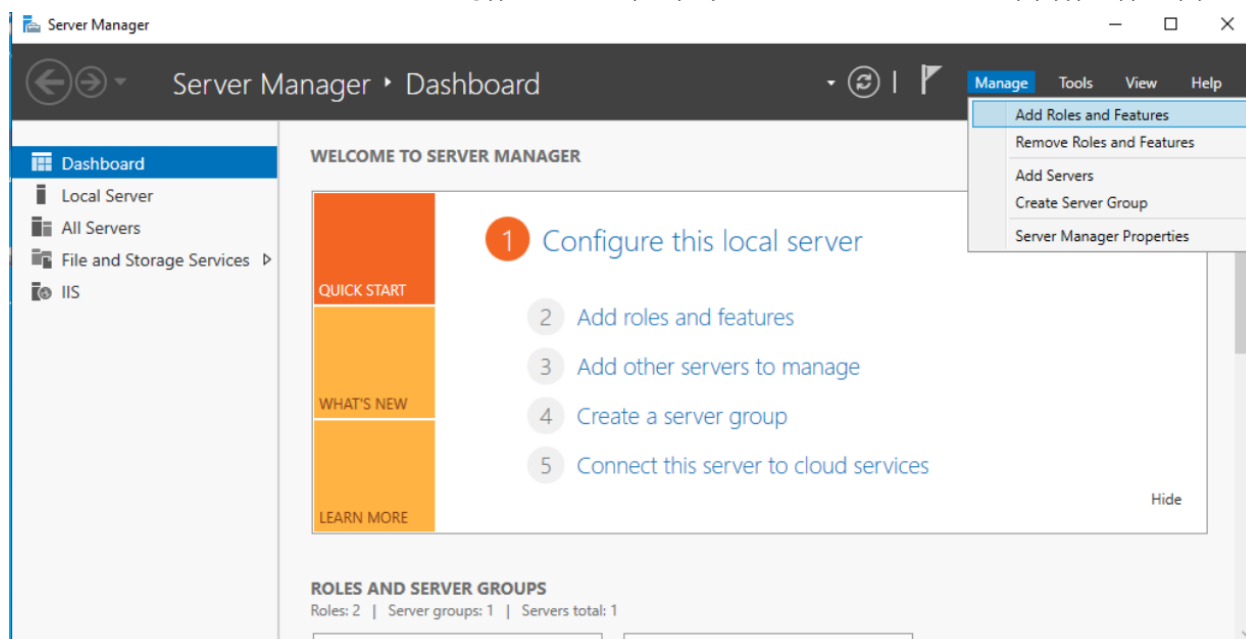 Server Manager
Server Manager • Dashboard
Manage Tools View Help
Add Roles and Features
Remove Roles and Features
Add Servers
Create Server Group
Server Manager Properties
Dashboard
Local Server
All Servers
File and Storage Services
IIS
WELCOME TO SERVER MANAGER
QUICK START
WHAT'S NEW
LEARN MORE
1 Configure this local server
2 Add roles and features
3 Add other servers to manage
4 Create a server group
5 Connect this server to cloud services
Hide
ROLES AND SERVER GROUPS
Roles: 2 | Server groups: 1 | Servers total: 1